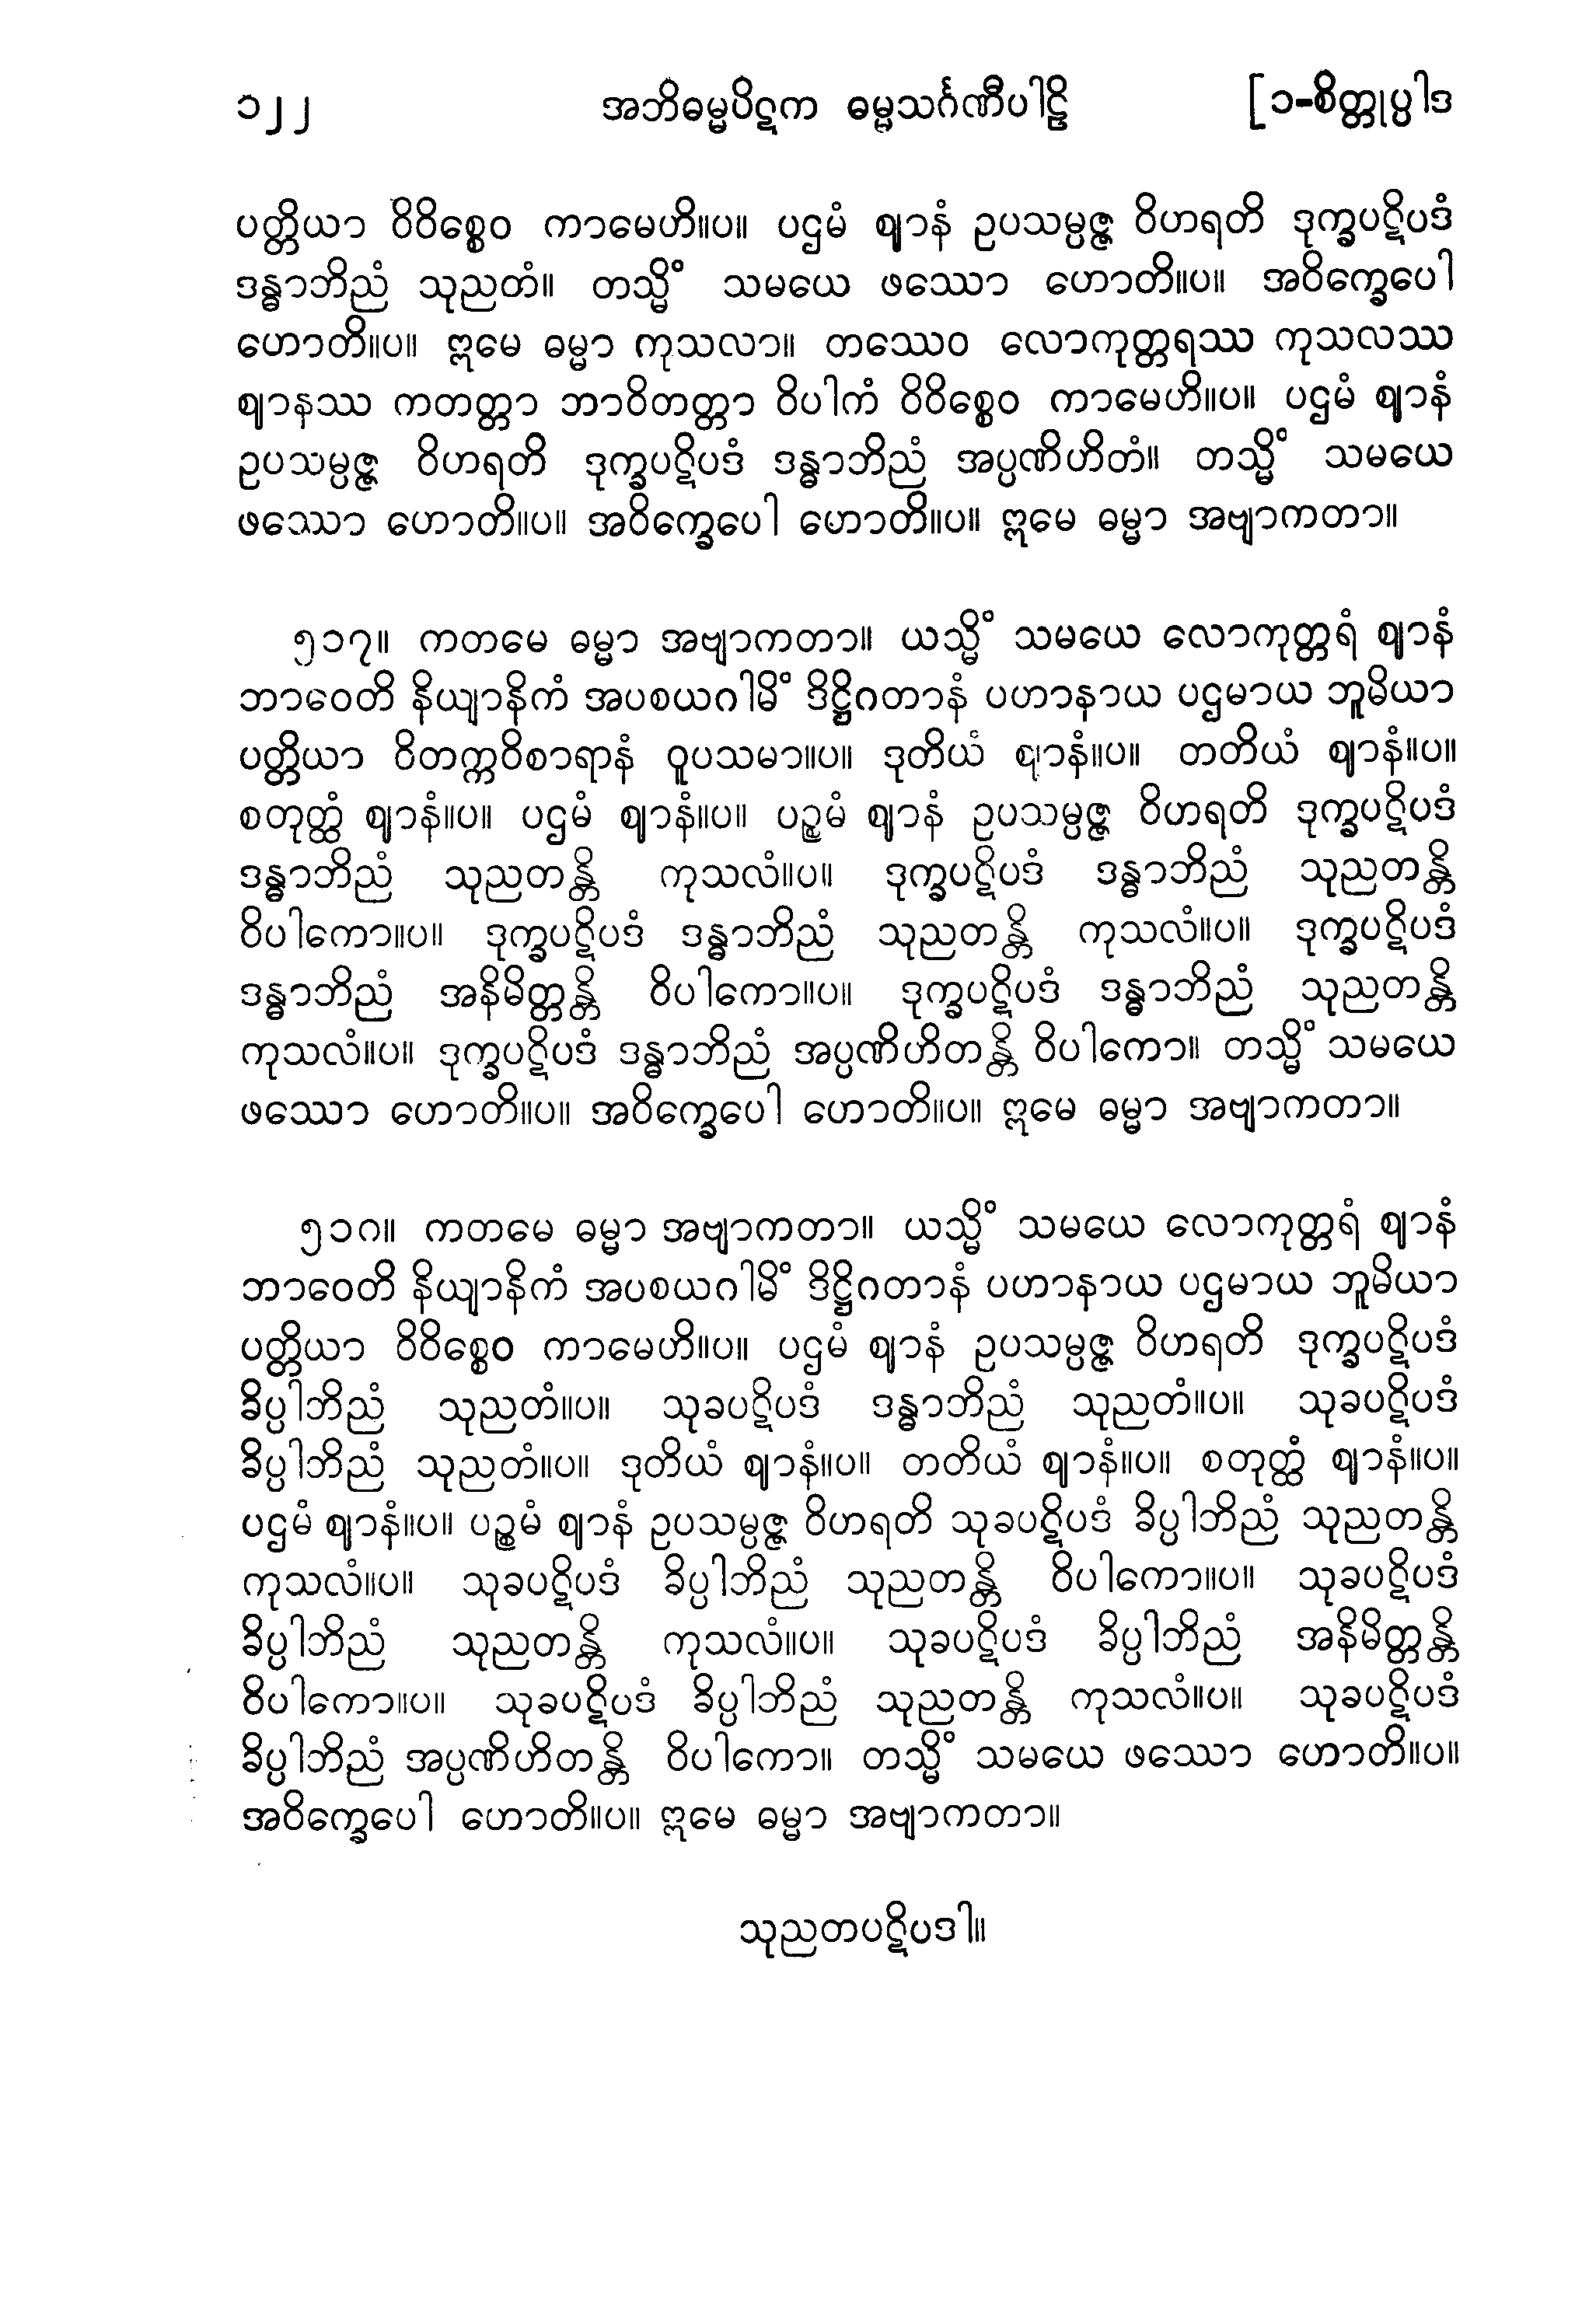 ၁၂၂ အဘိဓမ္မပိဋက ဓမ္မသင်္ဂဏီပါဠိ [၁-စိတ္တုပ္ပါဒ
ပတ္တိယာ ဝိဝိစ္စေဝ ကာမေဟိ။ပ။ ပဌမံ ဈာနံ ဥပသမ္ပဇ္ဇ ဝိဟရတိ ဒုက္ခပဋိပဒံ
ဒန္ဓာဘိညံ သုညတံ။ တသ္မိံ သမယေ ဖဿော ဟောတိ။ပ။ အဝိက္ခေပေါ
ဟောတိ။ပ။ ဣမေ ဓမ္မာ ကုသလာ။ တဿေဝ လောကုတ္တရဿ ကုသလဿ
ဈာနဿ ကတတ္တာ ဘာဝိတတ္တာ ဝိပါကံ ဝိဝိစ္စေဝ ကာမေဟိ။ပ။ ပဌမံ ဈာနံ
ဥပသမ္ပဇ္ဇ ဝိဟရတိ ဒုက္ခပဋိပဒံ ဒန္ဓာဘိညံ အပ္ပဏိဟိတံ။ တသ္မိံ သမယေ
ဖဿော ဟောတိ။ပ။ အဝိက္ခေပေါ ဟောတိ။ပ။ ဣမေ ဓမ္မာ အဗျာကတာ။
၅၁၇။ ကတမေ ဓမ္မာ အဗျာကတာ။ ယသ္မိံ သမယေ လောကုတ္တရံ ဈာနံ
ဘာဝေတိ နိယျာနိကံ အပစယဂါမိံ ဒိဋ္ဌိဂတာနံ ပဟာနာယ ပဌမာယ ဘူမိယာ
ပတ္တိယာ ဝိတက္ကဝိစာရာနံ ဝူပသမာ။ပ။ ဒုတိယံ ဈာနံ။ပ။ တတိယံ ဈာနံ။ပ။
စတုတ္ထံ ဈာနံ။ပ။ ပဌမံ ဈာနံ။ပ။ ပဉ္စမံ ဈာနံ ဥပသမ္ပဇ္ဇ ဝိဟရတိ ဒုက္ခပဋိပဒံ
ဒန္ဓာဘိညံ သုညတန္တိ ကုသလံ။ပ။ ဒုက္ခပဋိပဒံ ဒန္ဓာဘိညံ သုညတန္တိ
ဝိပါကော။ပ။ ဒုက္ခပဋိပဒံ ဒန္ဓာဘိညံ သုညတန္တိ ကုသလံ။ပ။ ဒုက္ခပဋိပဒံ
ဒန္ဓာဘိညံ အနိမိတ္တန္တိ ဝိပါကော။ပ။ ဒုက္ခပဋိပဒံ ဒန္ဓာဘိညံ သုညတန္တိ
ကုသလံ။ပ။ ဒုက္ခပဋိပဒံ ဒန္ဓာဘိညံ အပ္ပဏိဟိတန္တိ ဝိပါကော။ တသ္မိံ သမယေ
ဖဿော ဟောတိ။ပ။ အဝိက္ခေပေါ ဟောတိ။ပ။ ဣမေ ဓမ္မာ အဗျာကတာ။
၅၁၈။ ကတမေ ဓမ္မာ အဗျာကတာ။ ယသ္မိံ သမယေ လောကုတ္တရံ ဈာနံ
ဘာဝေတိ နိယျာနိကံ အပစယဂါမိံ ဒိဋ္ဌိဂတာနံ ပဟာနာယ ပဌမာယ ဘူမိယာ
ပတ္တိယာ ဝိဝိစ္စေဝ ကာမေဟိ။ပ။ ပဌမံ ဈာနံ ဥပသမ္ပဇ္ဇ ဝိဟရတိ ဒုက္ခပဋိပဒံ
ခိပ္ပါဘိညံ သုညတံ။ပ။ သုခပဋိပဒံ ဒန္ဓာဘိညံ သုညတံ။ပ။ သုခပဋိပဒံ
ခိပ္ပါဘိညံ သုညတံ။ပ။ ဒုတိယံ ဈာနံ။ပ။ တတိယံ ဈာနံ။ပ။ စတုတ္ထံ ဈာနံ။ပ။
ပဌမံ ဈာနံ။ပ။ ပဉ္စမံ ဈာနံ ဥပသမ္ပဇ္ဇ ဝိဟရတိ သုခပဋိပဒံ ခိပ္ပါဘိညံ သုညတန္တိ
ကုသလံ။ပ။ သုခပဋိပဒံ ခိပ္ပါဘိညံ သုညတန္တိ ဝိပါကော။ပ။ သုခပဋိပဒံ
ခိပ္ပါဘိညံ သုညတန္တိ ကုသလံ။ပ။ သုခပဋိပဒံ ခိပ္ပါဘိညံ အနိမိတ္တန္တိ
ဝိပါကော။ပ။ သုခပဋိပဒံ ခိပ္ပါဘိညံ သုညတန္တိ ကုသလံ။ပ။ သုခပဋိပဒံ
ခိပ္ပါဘိညံ အပ္ပဏိဟိတန္တိ ဝိပါကော။ တသ္မိံ သမယေ ဖဿော ဟောတိ။ပ။
အဝိက္ခေပေါ ဟောတိ။ပ။ ဣမေ ဓမ္မာ အဗျာကတာ။
သုညတပဋိပဒါ။